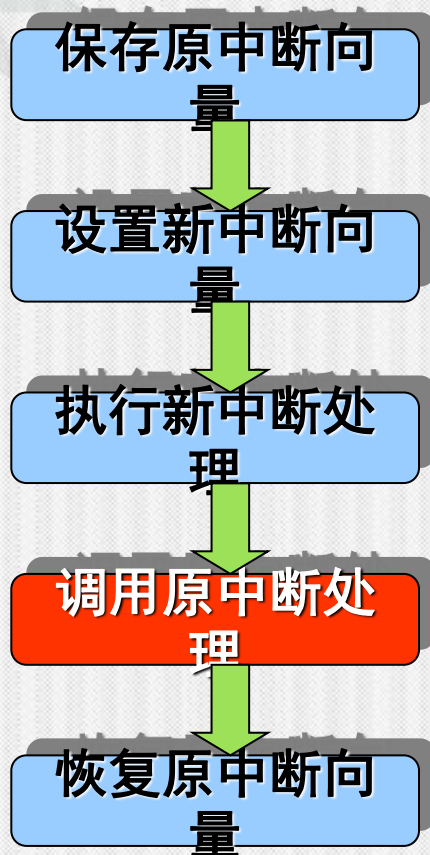 保存原中断向
量
设置新中断向
量
执行新中断处
理
调用原中断处
理
恢复原中断向
量